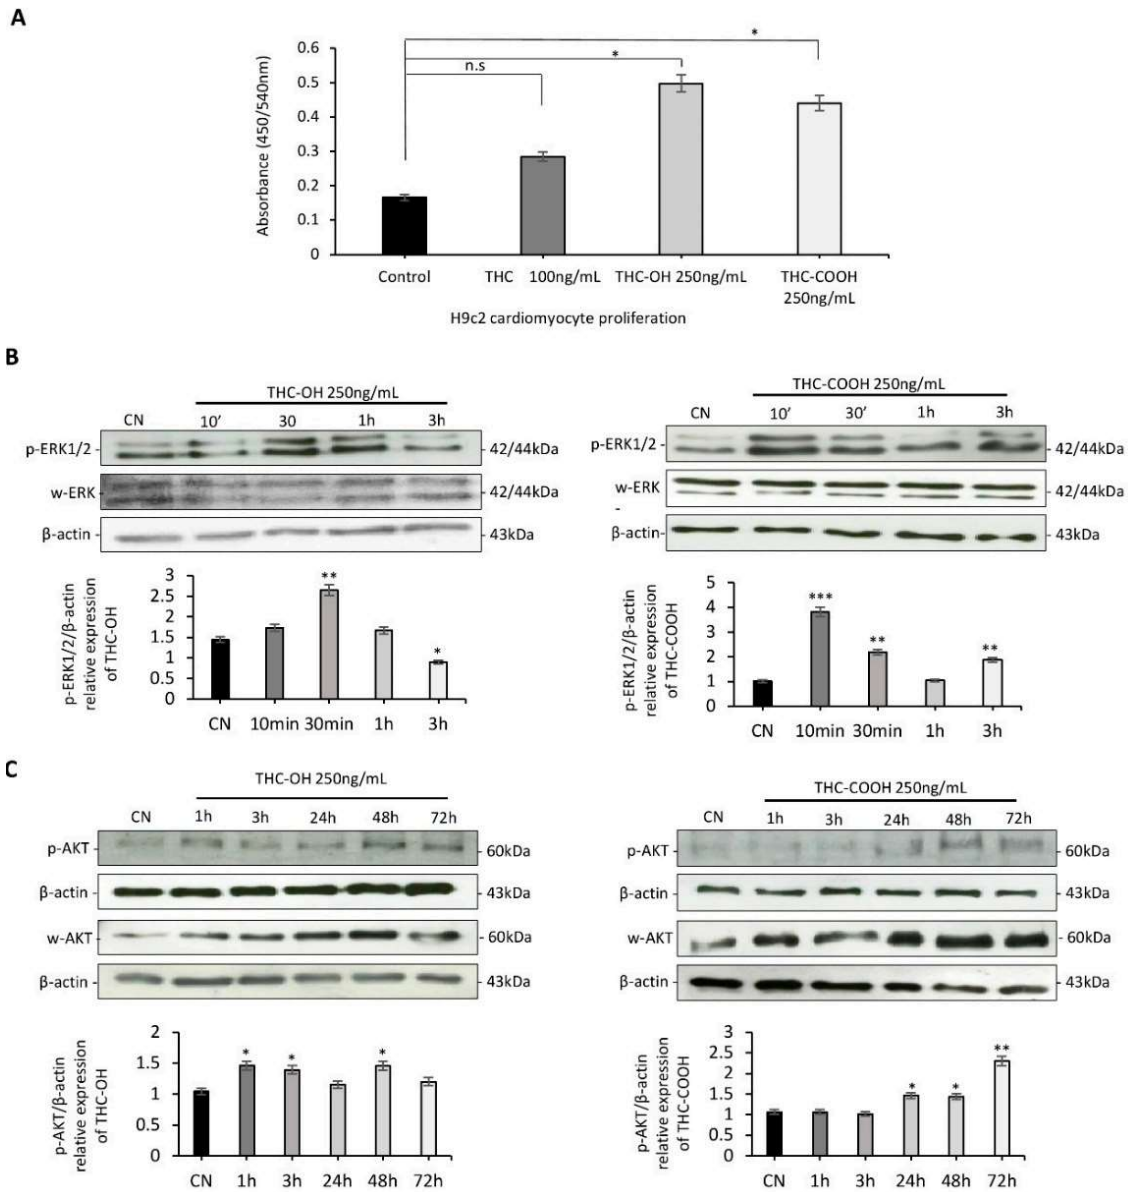 A
0.6
0.5
0.4
0.3
0.2
0.1
0
Absorbance (450/540nm)
n.s
*
*
Control
THC 100ng/mL
THC-OH 250ng/mL
THC-COOH
250ng/mL
H9c2 cardiomyocyte proliferation
B
THC-OH 250ng/mL
CN 10’ 30 1h 3h
p-ERK1/2 - 42/44kDa
w-ERK - 42/44kDa
β-actin - 43kDa
3
2.5
2
1.5
1
0.5
0
p-ERK1/2/β-actin
relative expression
of THC-OH
**
*
CN 10min 30min 1h 3h
THC-COOH 250ng/mL
CN 10’ 30’ 1h 3h
p-ERK1/2 - 42/44kDa
w-ERK - 42/44kDa
-
β-actin- - 43kDa
5
4
3
2
1
0
p-ERK1/2/β-actin
relative expression
of THC-COOH
***
**
**
CN 10min 30min 1h 3h
C
THC-OH 250ng/mL
CN 1h 3h 24h 48h 72h
p-AKT - 60kDa
β-actin - 43kDa
w-AKT - 60kDa
β-actin - 43kDa
2
1.5
1
0.5
0
p-AKT/β-actin
relative expression
of THC-OH
* * *
CN 1h 3h 24h 48h 72h
THC-COOH 250ng/mL
CN 1h 3h 24h 48h 72h
p-AKT - 60kDa
β-actin - 43kDa
w-AKT - 60kDa
β-actin - 43kDa
3
2.5
2
1.5
1
0.5
0
p-AKT/β-actin
relative expression
of THC-COOH
* * **
CN 1h 3h 24h 48h 72h